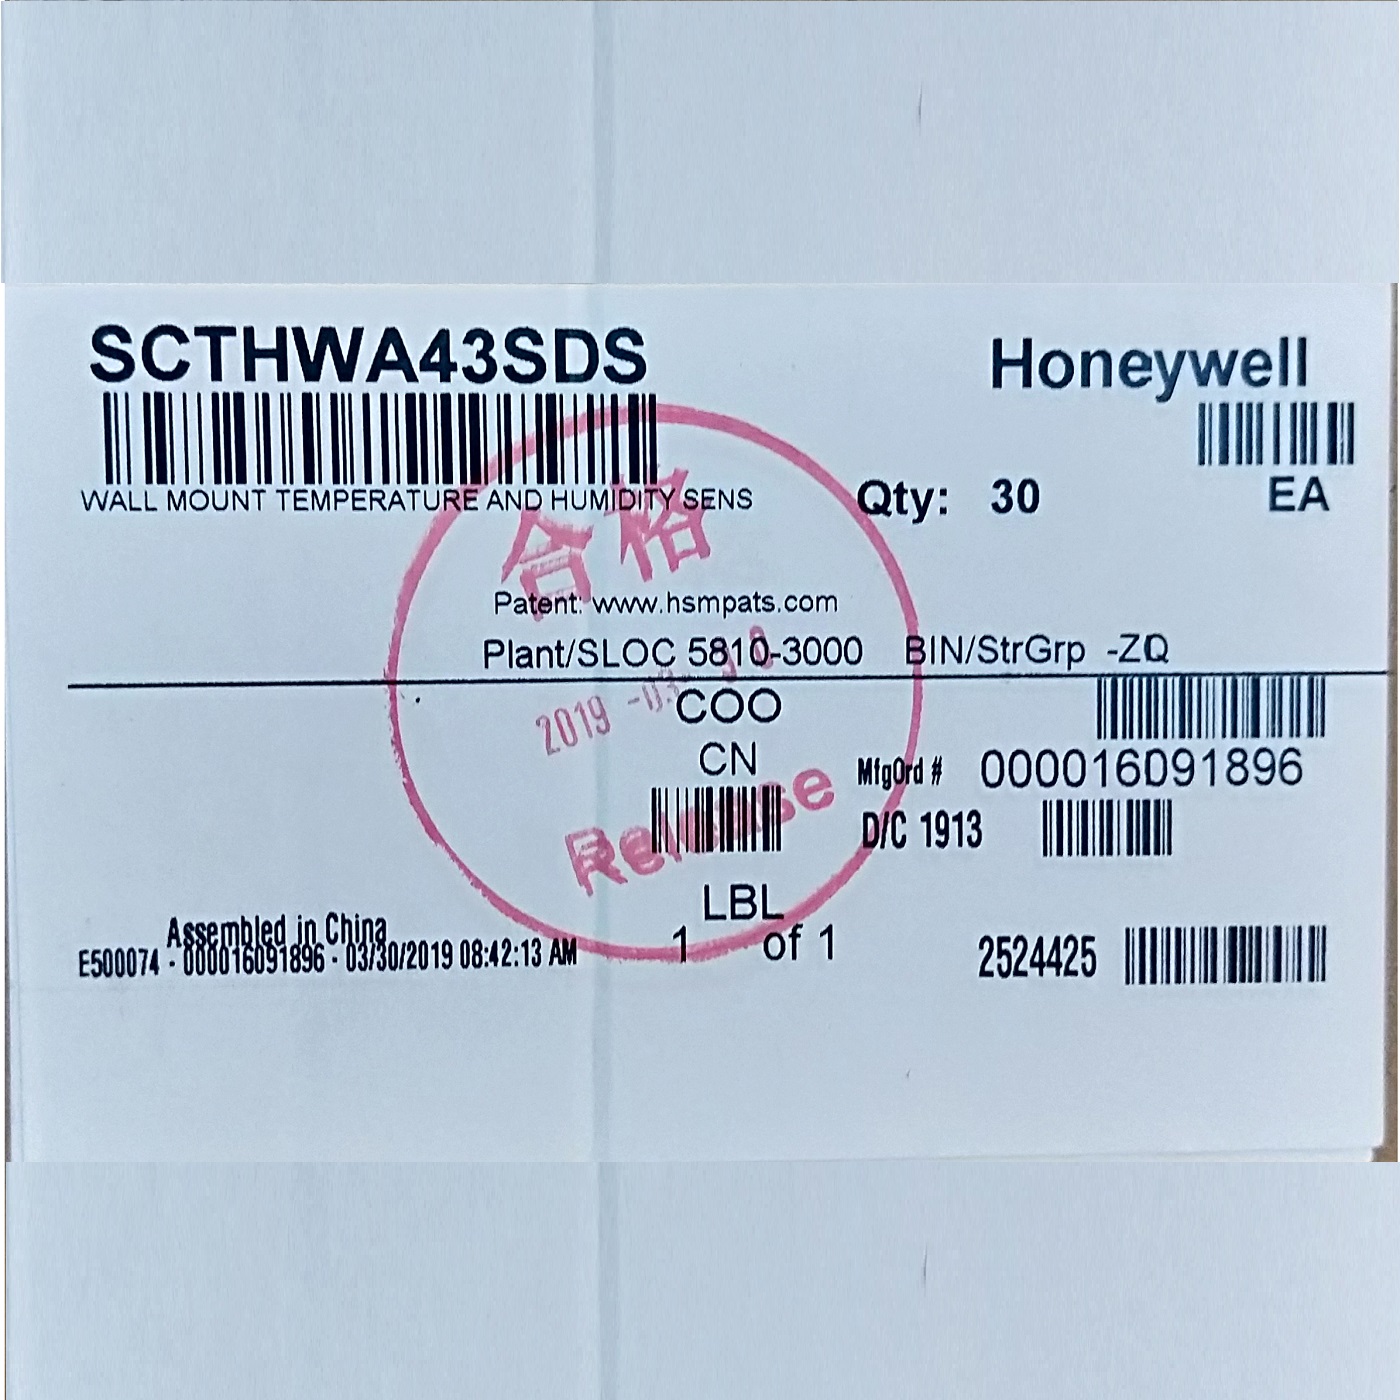 SCTHWA43SDS
Honeywell
WALL MOUNT TEMPERATURE AND HUMIDITY SENS
Qty: 30
EA
合格
Patent: www.hsmpats.com
Plant/SLOC 5810-3000 BIN/StrGrp -ZQ
2019 -03-
COO
CN
MfgOrd # 000016091896
Release
D/C 1913
LBL
1 of 1
Assembled in China
E500074 - 000016091896 - 03/30/2019 08:42:13 AM
2524425